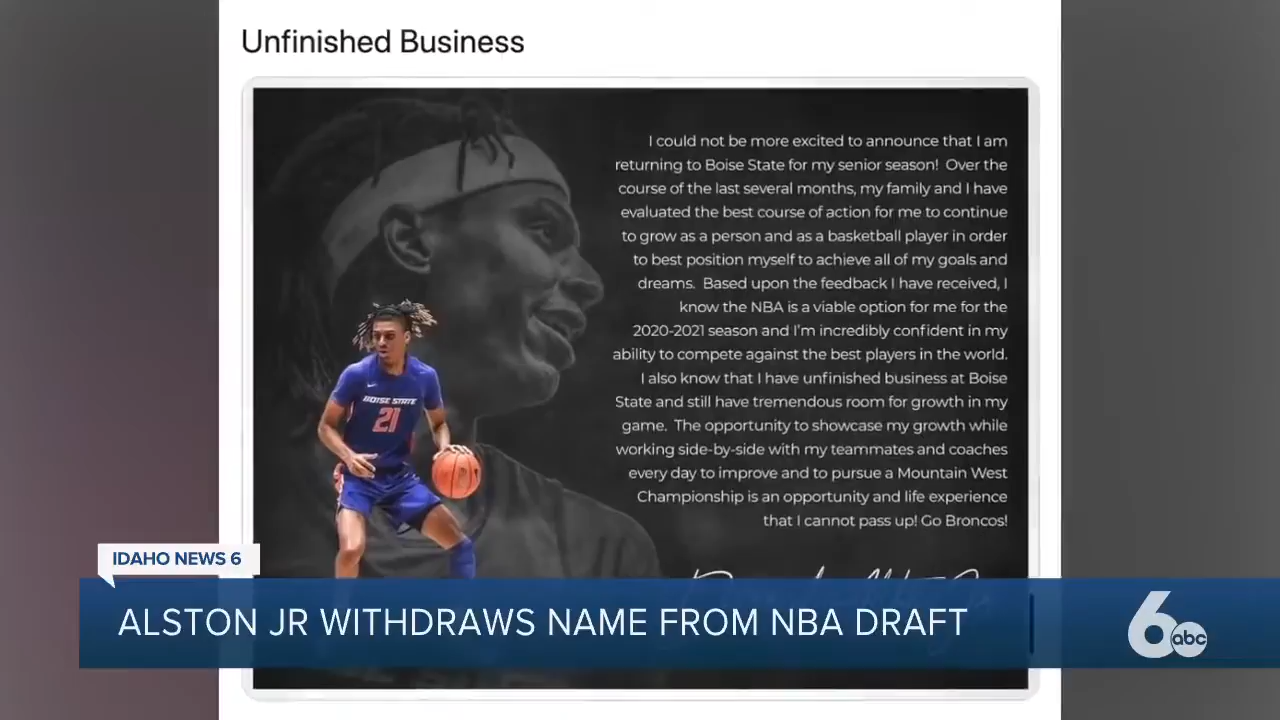 Unfinished Business
I could not be more excited to announce that I am
returning to Boise State for my senior season! Over the
course of the last several months, my family and I have
evaluated the best course of action for me to continue
to grow as a person and as a basketball player in order
to best position myself to achieve all of my goals and
dreams. Based upon the feedback I have received, I
know the NBA is a viable option for me for the
2020-2021 season and I'm incredibly confident in my
ability to compete against the best players in the world.
I also know that I have unfinished business at Boise
State and still have tremendous room for growth in my
game. The opportunity to showcase my growth while
working side-by-side with my teammates and coaches
every day to improve and to pursue a Mountain West
Championship is an opportunity and life experience
that I cannot pass up! Go Broncos!
BOISE STATE
21
IDAHO NEWS 6
ALSTON JR WITHDRAWS NAME FROM NBA DRAFT
6 abc